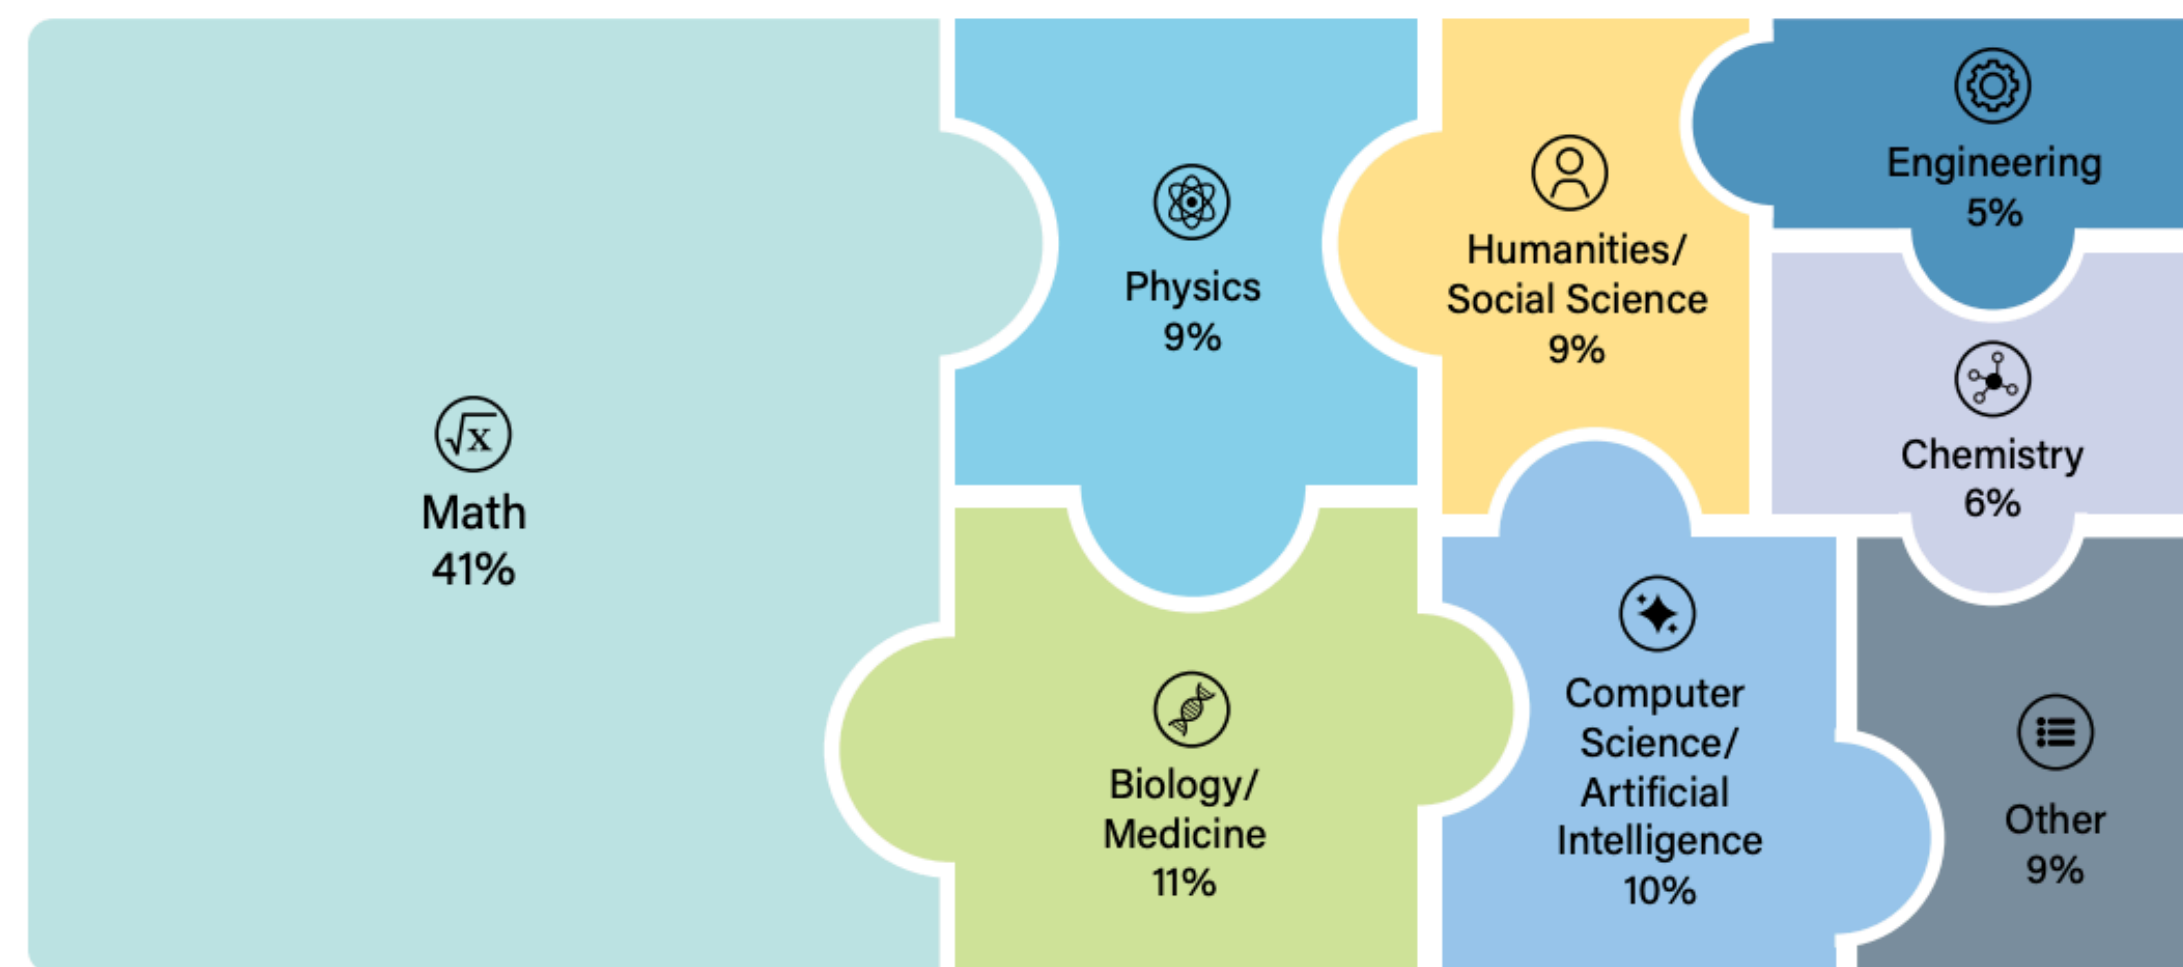 √x
Math
41%
Physics
9%
Humanities/
Social Science
9%
Engineering
5%
Chemistry
6%
Biology/
Medicine
11%
Computer
Science/
Artificial
Intelligence
10%
Other
9%